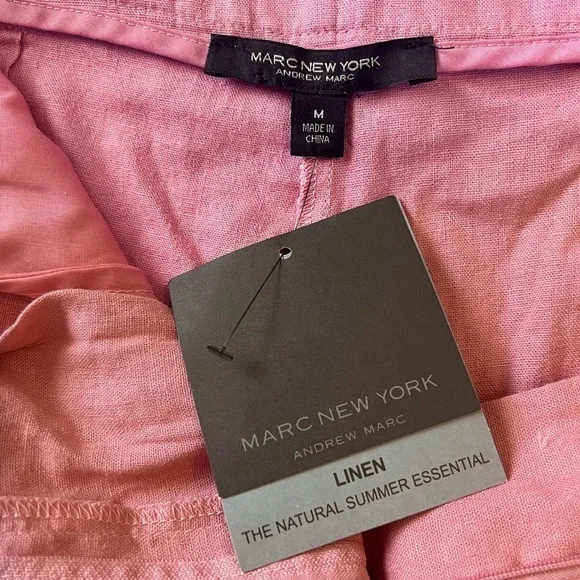 MARC NEW YORK
ANDREW MARC
M
MADE IN
CHINA
MARC NEW YORK
ANDREW MARC
LINEN
THE NATURAL SUMMER ESSENTIAL